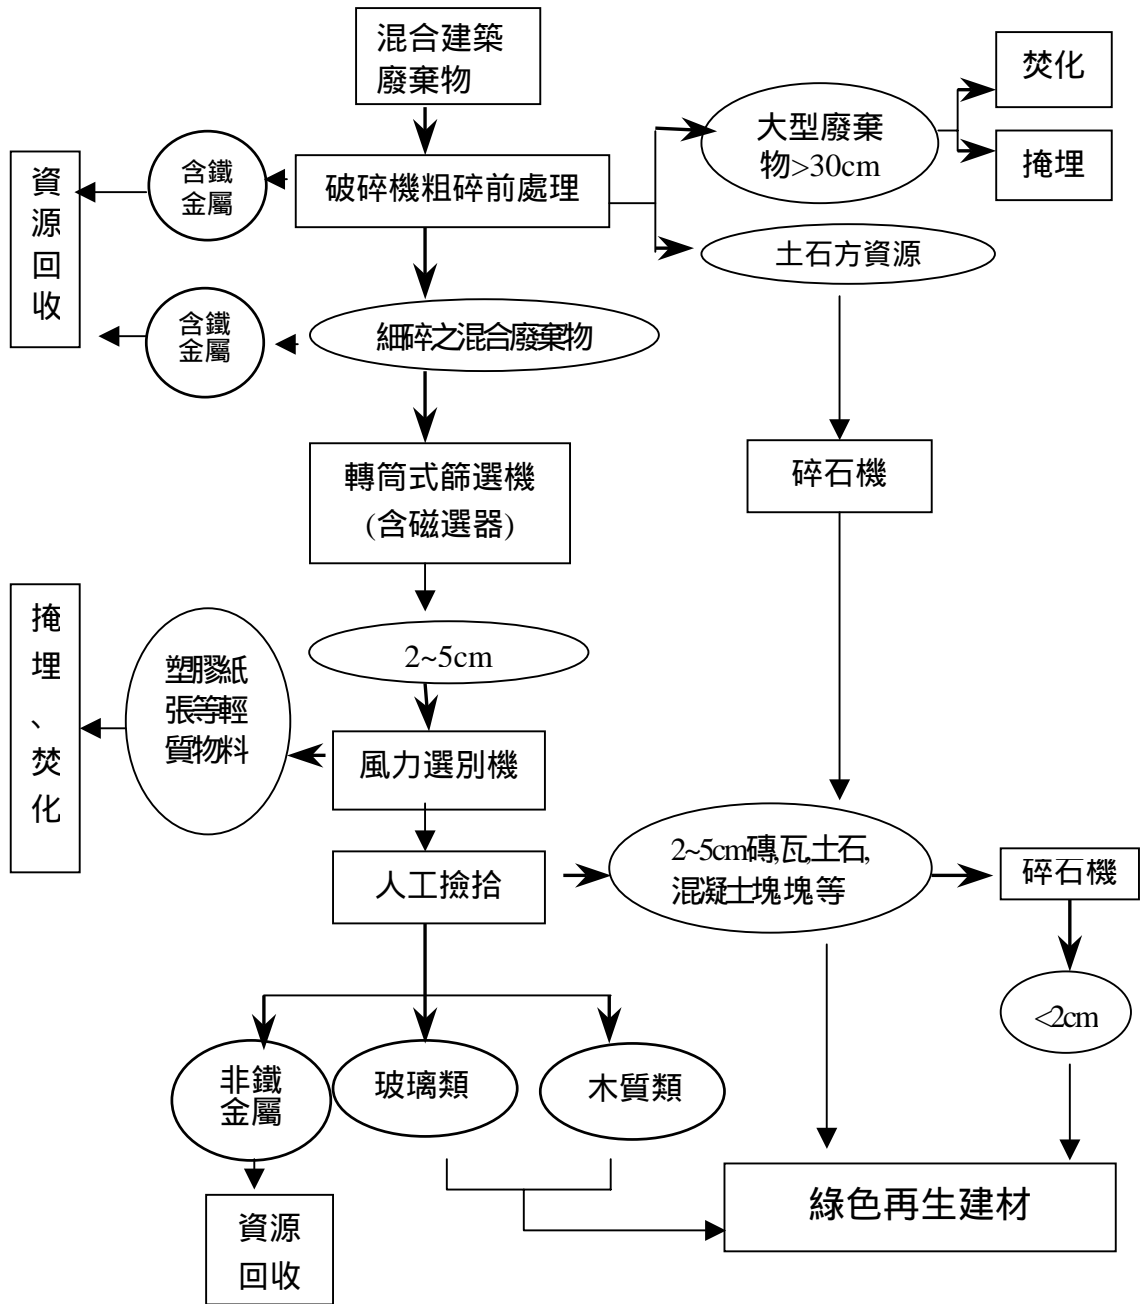 混合建築
廢棄物
焚化
大型廢棄
物>30cm
掩埋
資
源
回
收
含鐵
金屬
破碎機粗碎前處理
土石方資源
含鐵
金屬
細碎之混合廢棄物
轉筒式篩選機
(含磁選器)
碎石機
掩
埋
、
焚
化
塑膠紙
張等輕
質物料
2~5cm
風力選別機
人工撿拾
2~5cm磚,瓦,土石,
混凝土塊塊等
碎石機
<2cm
非鐵
金屬
玻璃類
木質類
資源
回收
綠色再生建材